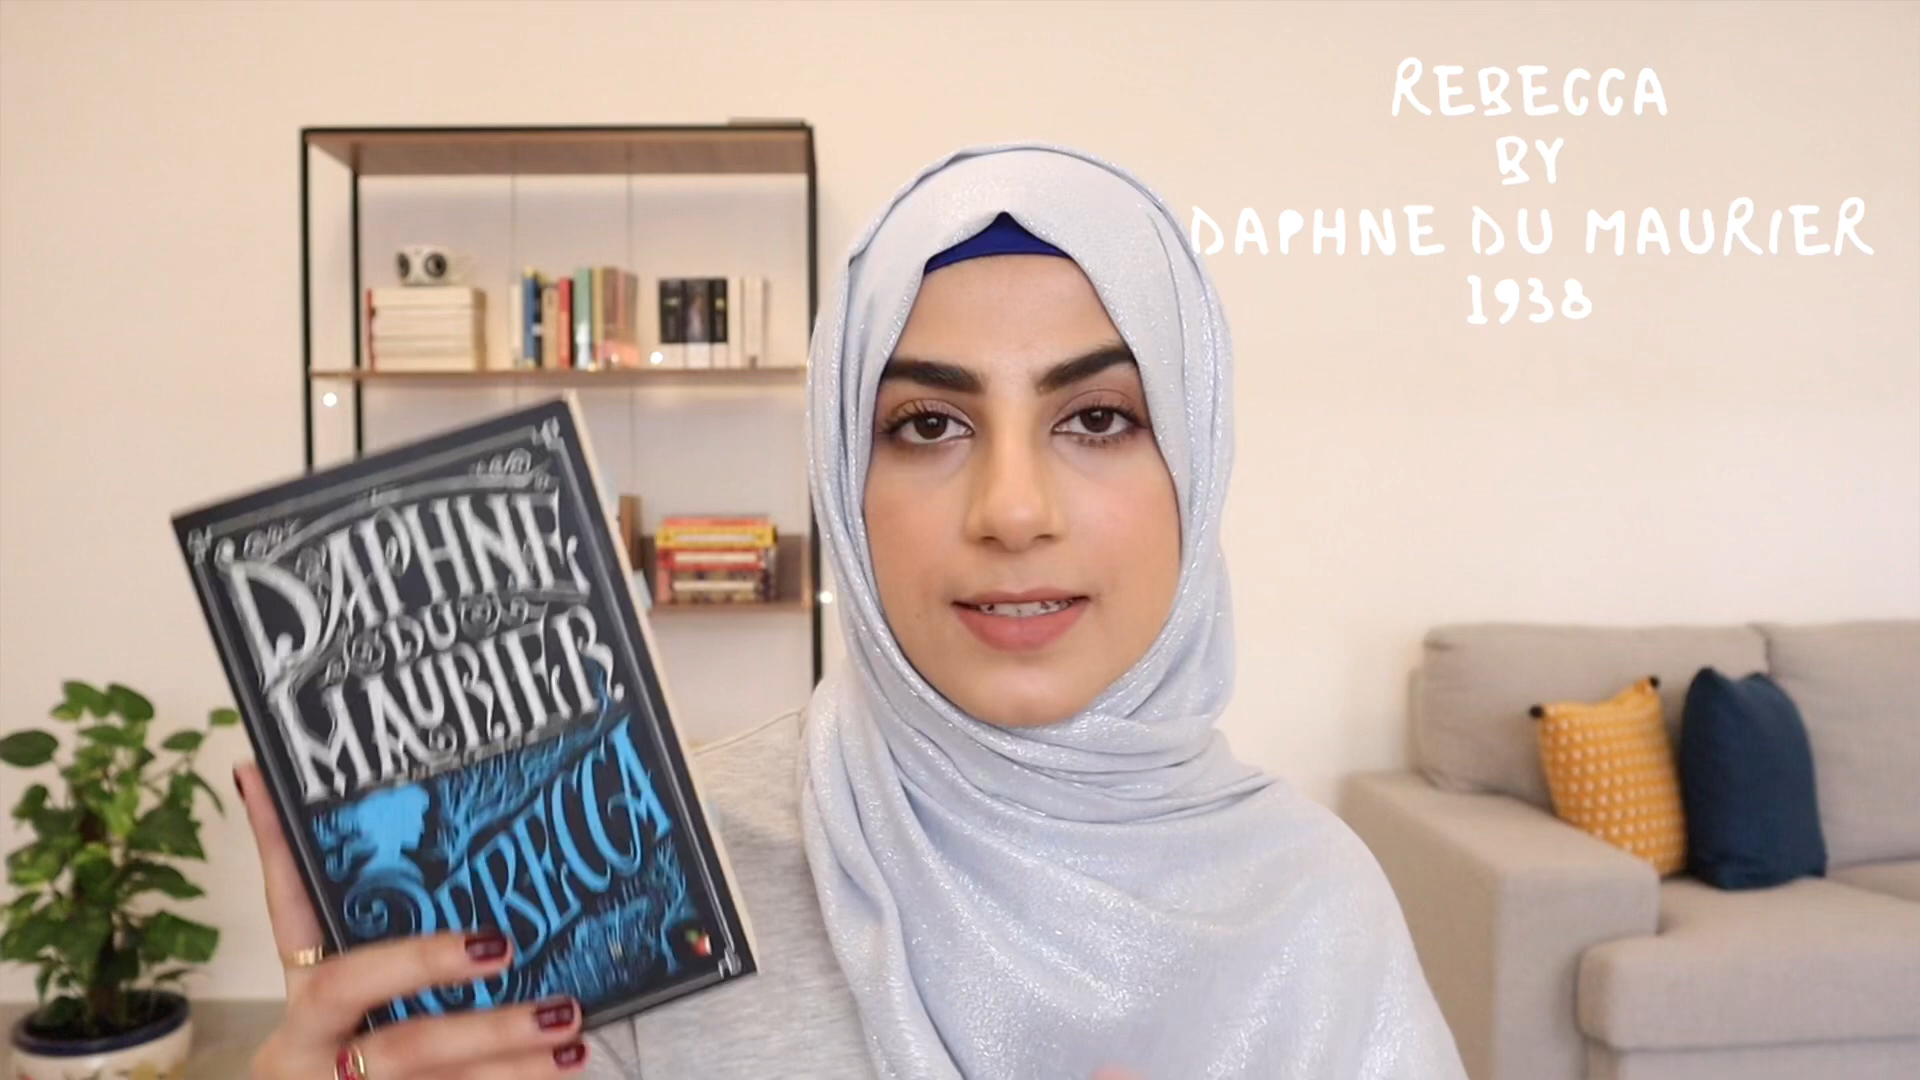 REBECCA
BY
DAPHNE DU MAURIER
1938
DAPHNE
DU
MAURIER
REBECCA